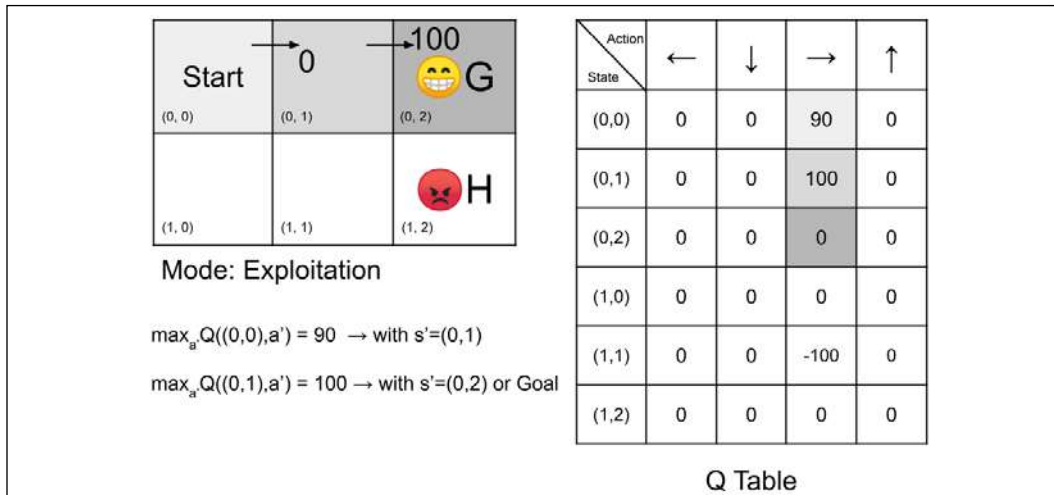 0
100
Start
G
(0, 0)
(0, 1)
(0, 2)
H
(1, 0)
(1, 1)
(1, 2)
Mode: Exploitation
maxa'Q((0,0),a') = 90 → with s'=(0,1)
maxa'Q((0,1),a') = 100 → with s'=(0,2) or Goal
Action
State
← ↓ → ↑
(0,0) 0 0 90 0
(0,1) 0 0 100 0
(0,2) 0 0 0 0
(1,0) 0 0 0 0
(1,1) 0 0 -100 0
(1,2) 0 0 0 0
Q Table